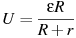 U = εR / (R + r)